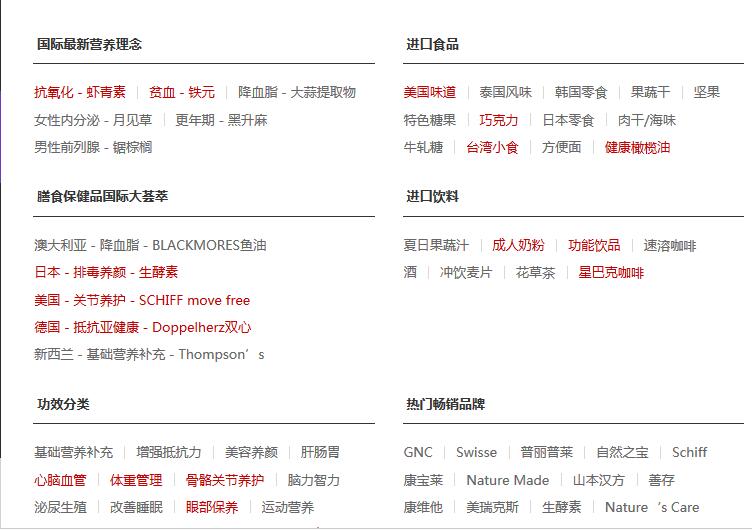 国际最新营养理念
抗氧化 - 虾青素 | 贫血 - 铁元 | 降血脂 - 大蒜提取物
女性内分泌 - 月见草 | 更年期 - 黑升麻
男性前列腺 - 锯棕榈
膳食保健品国际大荟萃
澳大利亚 - 降血脂 - BLACKMORES鱼油
日本 - 排毒养颜 - 生酵素
美国 - 关节养护 - SCHIFF move free
德国 - 抵抗亚健康 - Doppelherz双心
新西兰 - 基础营养补充 - Thompson’s
功效分类
基础营养补充 | 增强抵抗力 | 美容养颜 | 肝肠胃
心脑血管 | 体重管理 | 骨骼关节养护 | 脑力智力
泌尿生殖 | 改善睡眠 | 眼部保养 | 运动营养
进口食品
美国味道 | 泰国风味 | 韩国零食 | 果蔬干 | 坚果
特色糖果 | 巧克力 | 日本零食 | 肉干/海味
牛轧糖 | 台湾小食 | 方便面 | 健康橄榄油
进口饮料
夏日果蔬汁 | 成人奶粉 | 功能饮品 | 速溶咖啡
酒 | 冲饮麦片 | 花草茶 | 星巴克咖啡
热门畅销品牌
GNC | Swisse | 普丽普莱 | 自然之宝 | Schiff
康宝莱 | Nature Made | 山本汉方 | 善存
康维他 | 美瑞克斯 | 生酵素 | Nature ‘s Care